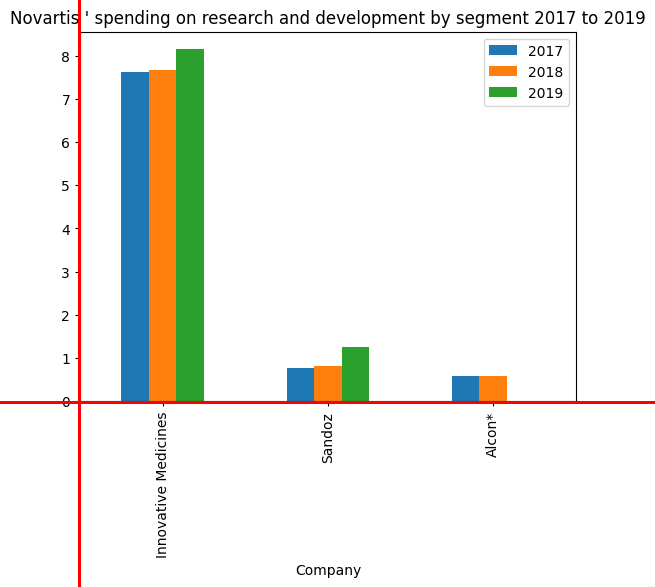 Novartis ' spending on research and development by segment 2017 to 2019
8
7
6
5
4
3
2
1
0
2017
2018
2019
Innovative Medicines
Sandoz
Alcon*
Company